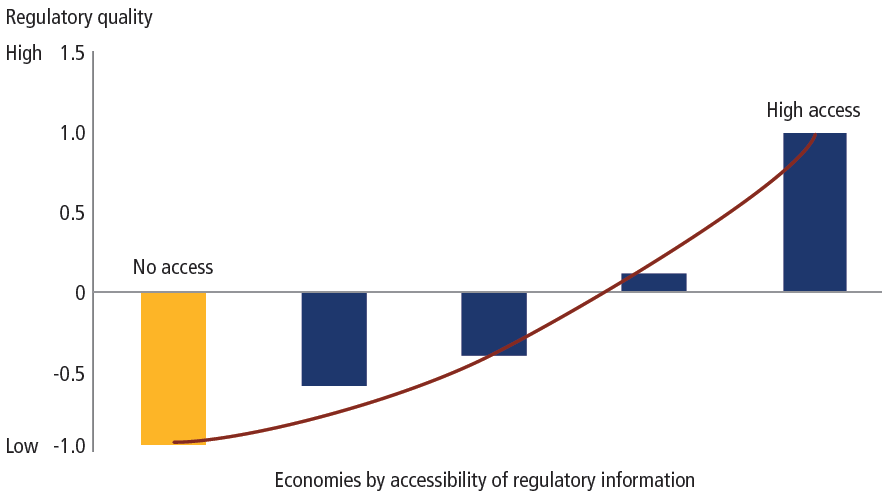 Regulatory quality
High 1.5
High access
1.0
0.5
No access
0
-0.5
Low -1.0
Economies by accessibility of regulatory information